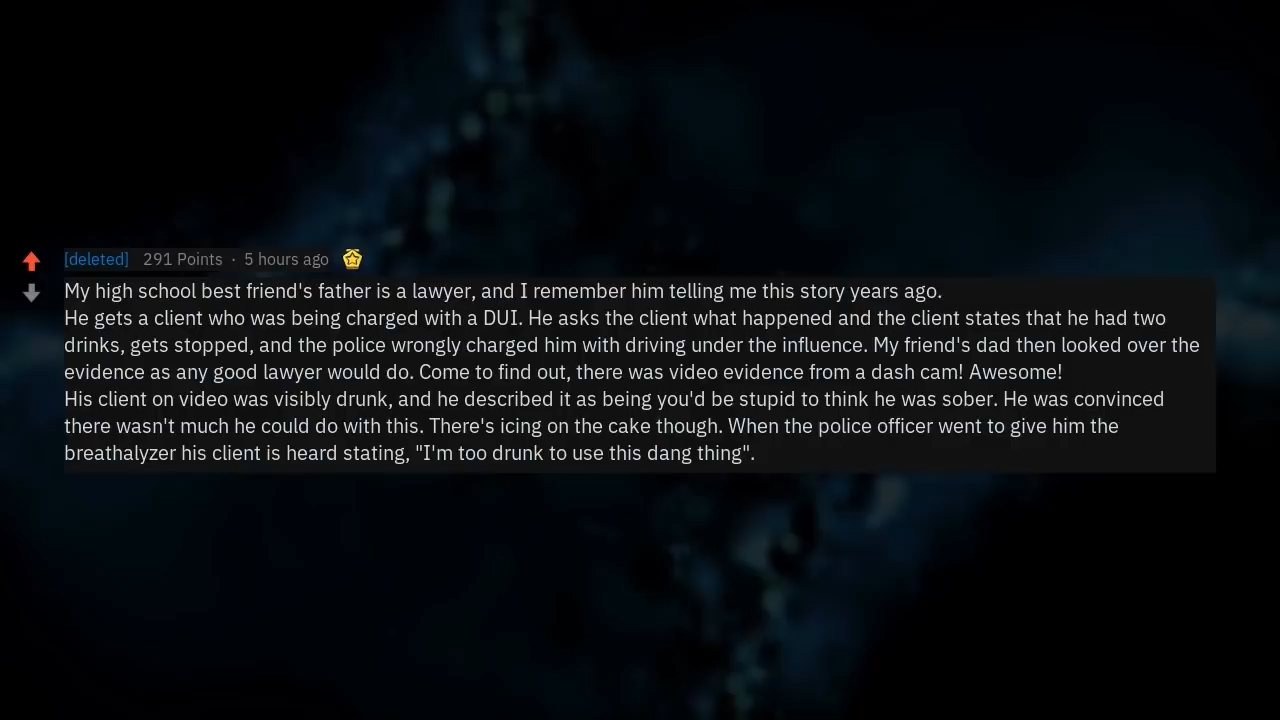 [deleted] 291 Points · 5 hours ago
My high school best friend's father is a lawyer, and I remember him telling me this story years ago.
He gets a client who was being charged with a DUI. He asks the client what happened and the client states that he had two
drinks, gets stopped, and the police wrongly charged him with driving under the influence. My friend's dad then looked over the
evidence as any good lawyer would do. Come to find out, there was video evidence from a dash cam! Awesome!
His client on video was visibly drunk, and he described it as being you'd be stupid to think he was sober. He was convinced
there wasn't much he could do with this. There's icing on the cake though. When the police officer went to give him the
breathalyzer his client is heard stating, "I'm too drunk to use this dang thing".